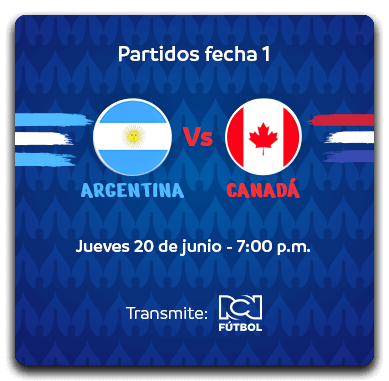 Partidos fecha 1
Vs
ARGENTINA
CANADÁ
Jueves 20 de junio - 7:00 p.m.
Transmite: RCN
FÚTBOL